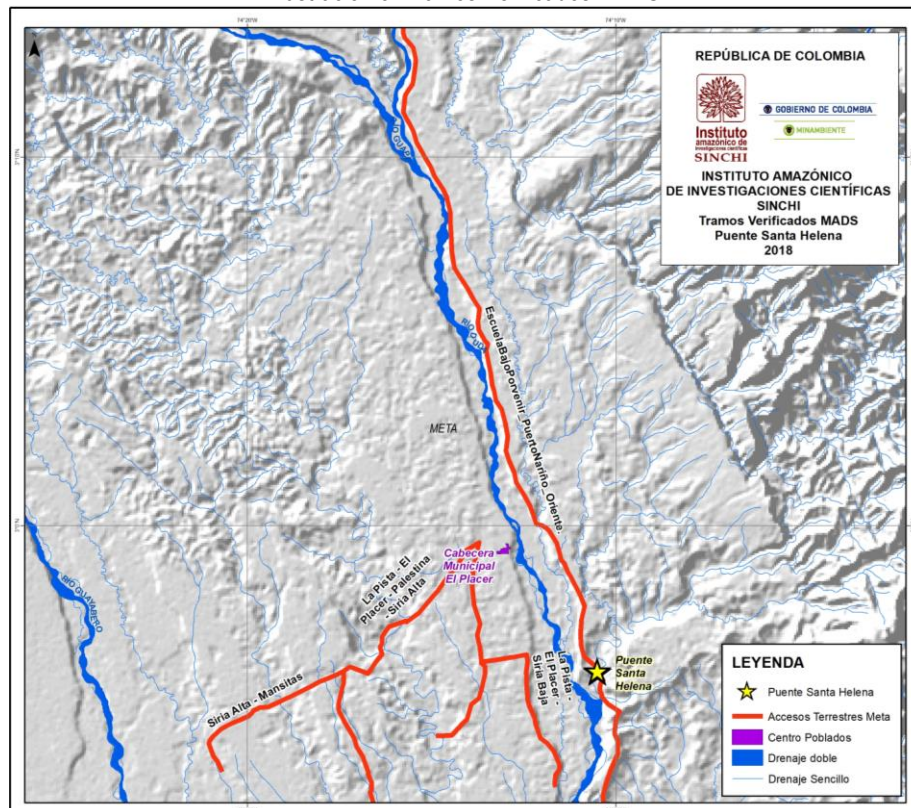 REPÚBLICA DE COLOMBIA
Instituto
amazónico de
investigaciones científicas
SINCHI
GOBIERNO DE COLOMBIA
MINAMBIENTE
INSTITUTO AMAZÓNICO
DE INVESTIGACIONES CIENTÍFICAS
SINCHI
Tramos Verificados MADS
Puente Santa Helena
2018
EscuelaBajoPorvenir_PuertoNariño_Oriente.
META
Cabecera
Municipal
El Placer
La Pista - El
Placer - Palestina
- Siria Alta
RÍO GUAYABERO
Siria Alta - Mansitas
La Pista -
El Placer -
Siria Baja
Puente
Santa
Helena
LEYENDA
Puente Santa Helena
Accesos Terrestres Meta
Centro Poblados
Drenaje doble
Drenaje Sencillo